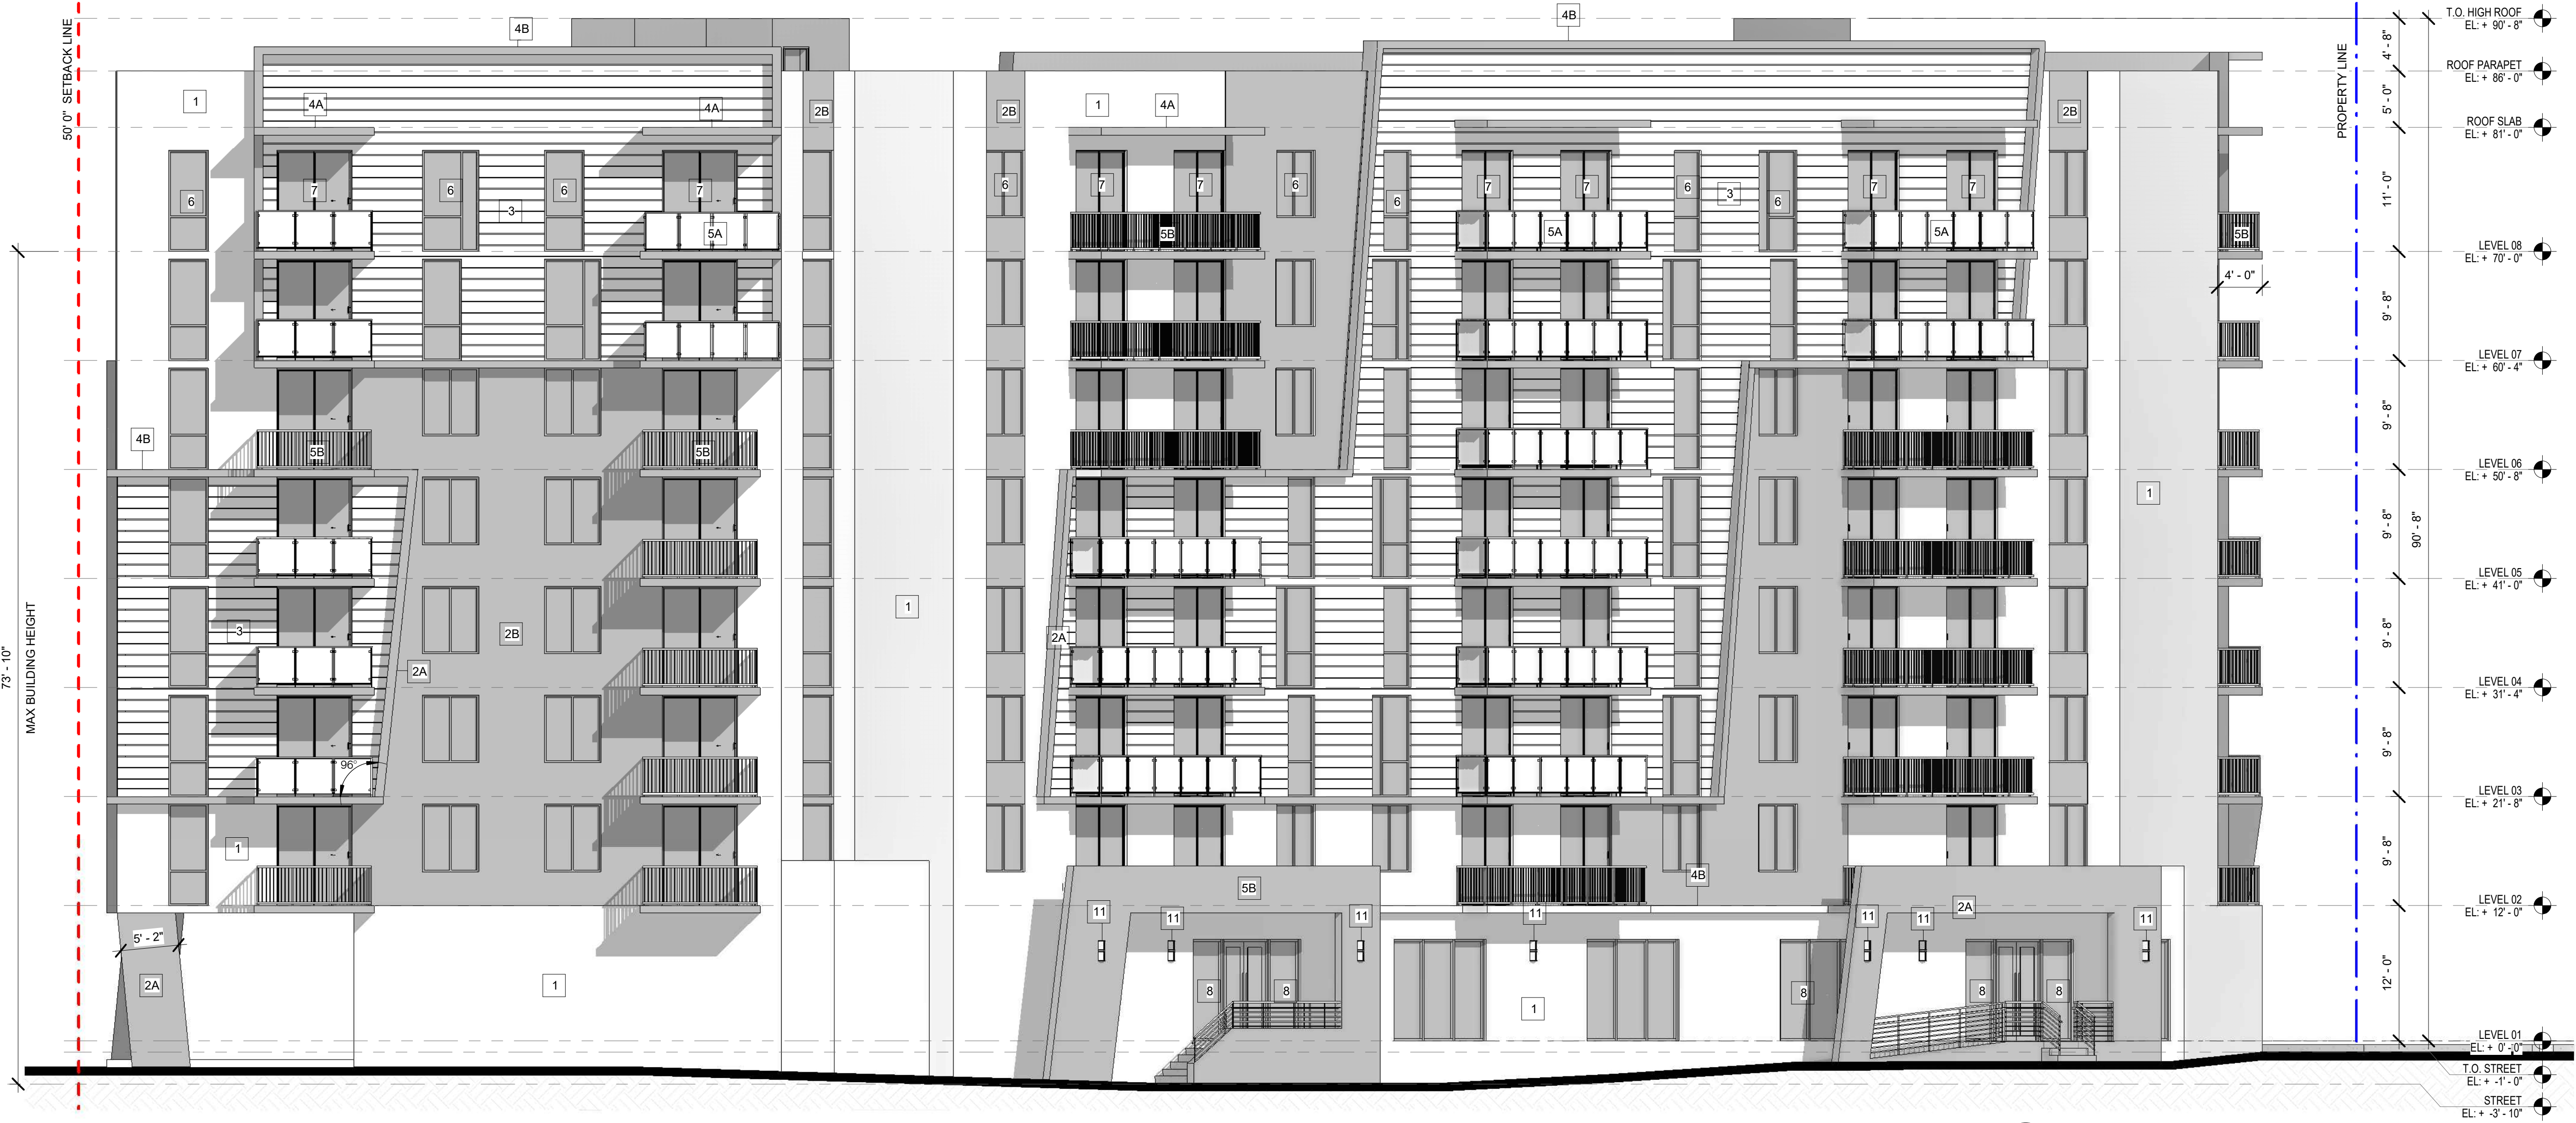 4B
4B
T.O. HIGH ROOF
EL: + 90' - 8"
50' 0" SETBACK LINE
PROPERTY LINE
4' - 8"
ROOF PARAPET
EL: + 86' - 0"
1
4A
4A
2B
2B
1
4A
2B
5' - 0"
ROOF SLAB
EL: + 81' - 0"
6
7
6
6
7
3
6
7
7
6
6
7
7
6
3
6
7
7
11' - 0"
5A
5B
5A
5A
5B
LEVEL 08
EL: + 70' - 0"
4' - 0"
9' - 8"
LEVEL 07
EL: + 60' - 4"
9' - 8"
4B
5B
5B
LEVEL 06
EL: + 50' - 8"
1
9' - 8"
90' - 8"
LEVEL 05
EL: + 41' - 0"
73' - 10"
MAX BUILDING HEIGHT
3
2B
1
2A
2A
9' - 8"
LEVEL 04
EL: + 31' - 4"
96°
9' - 8"
LEVEL 03
EL: + 21' - 8"
1
9' - 8"
5B
4B
LEVEL 02
EL: + 12' - 0"
11
11
11
11
11
11
2A
11
5' - 2"
2A
1
8
8
1
8
8
8
12' - 0"
LEVEL 01
EL: + 0' - 0"
T.O. STREET
EL: + -1' - 0"
STREET
EL: + -3' - 10"